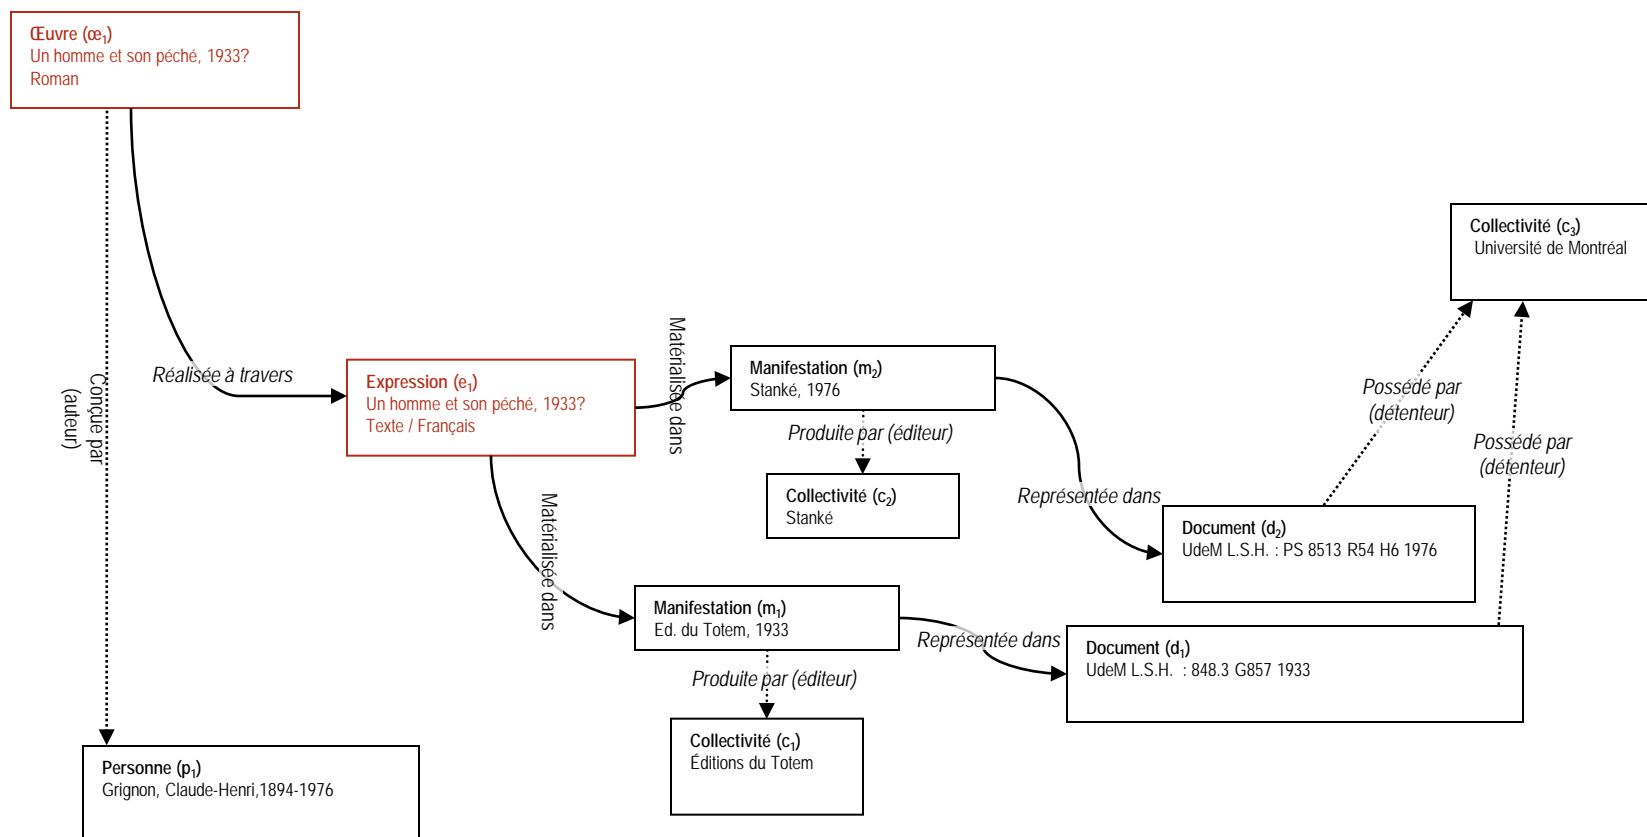 Œuvre (œ₁)
Un homme et son péché, 1933?
Roman
Collectivité (c₃)
Université de Montréal
Réalisée à travers
Conçue par
(auteur)
Expression (e₁)
Un homme et son péché, 1933?
Texte / Français
Matérialisée dans
Manifestation (m₂)
Stanké, 1976
Produite par (éditeur)
Collectivité (c₂)
Stanké
Possédé par
(détenteur)
Possédé par
(détenteur)
Représentée dans
Document (d₂)
UdeM L.S.H. : PS 8513 R54 H6 1976
Matérialisée dans
Manifestation (m₁)
Ed. du Totem, 1933
Représentée dans
Document (d₁)
UdeM L.S.H. : 848.3 G857 1933
Produite par (éditeur)
Collectivité (c₁)
Éditions du Totem
Personne (p₁)
Grignon, Claude-Henri,1894-1976